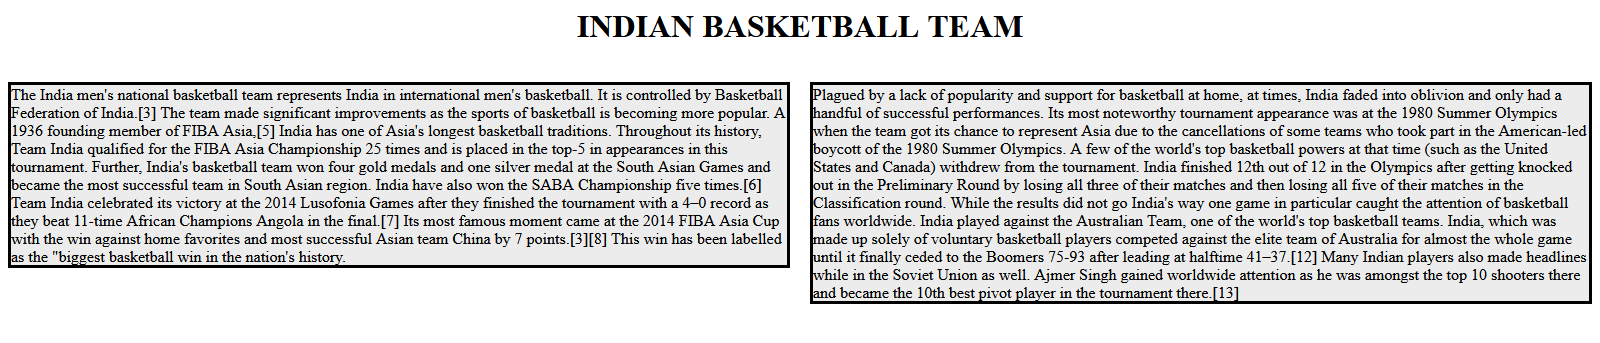 INDIAN BASKETBALL TEAM
The India men's national basketball team represents India in international men's basketball. It is controlled by Basketball
Federation of India.[3] The team made significant improvements as the sports of basketball is becoming more popular. A
1936 founding member of FIBA Asia,[5] India has one of Asia's longest basketball traditions. Throughout its history,
Team India qualified for the FIBA Asia Championship 25 times and is placed in the top-5 in appearances in this
tournament. Further, India's basketball team won four gold medals and one silver medal at the South Asian Games and
became the most successful team in South Asian region. India have also won the SABA Championship five times.[6]
Team India celebrated its victory at the 2014 Lusofonia Games after they finished the tournament with a 4–0 record as
they beat 11-time African Champions Angola in the final.[7] Its most famous moment came at the 2014 FIBA Asia Cup
with the win against home favorites and most successful Asian team China by 7 points.[3][8] This win has been labelled
as the "biggest basketball win in the nation's history.
Plagued by a lack of popularity and support for basketball at home, at times, India faded into oblivion and only had a
handful of successful performances. Its most noteworthy tournament appearance was at the 1980 Summer Olympics
when the team got its chance to represent Asia due to the cancellations of some teams who took part in the American-led
boycott of the 1980 Summer Olympics. A few of the world's top basketball powers at that time (such as the United
States and Canada) withdrew from the tournament. India finished 12th out of 12 in the Olympics after getting knocked
out in the Preliminary Round by losing all three of their matches and then losing all five of their matches in the
Classification round. While the results did not go India's way one game in particular caught the attention of basketball
fans worldwide. India played against the Australian Team, one of the world's top basketball teams. India, which was
made up solely of voluntary basketball players competed against the elite team of Australia for almost the whole game
until it finally ceded to the Boomers 75-93 after leading at halftime 41–37.[12] Many Indian players also made headlines
while in the Soviet Union as well. Ajmer Singh gained worldwide attention as he was amongst the top 10 shooters there
and became the 10th best pivot player in the tournament there.[13]